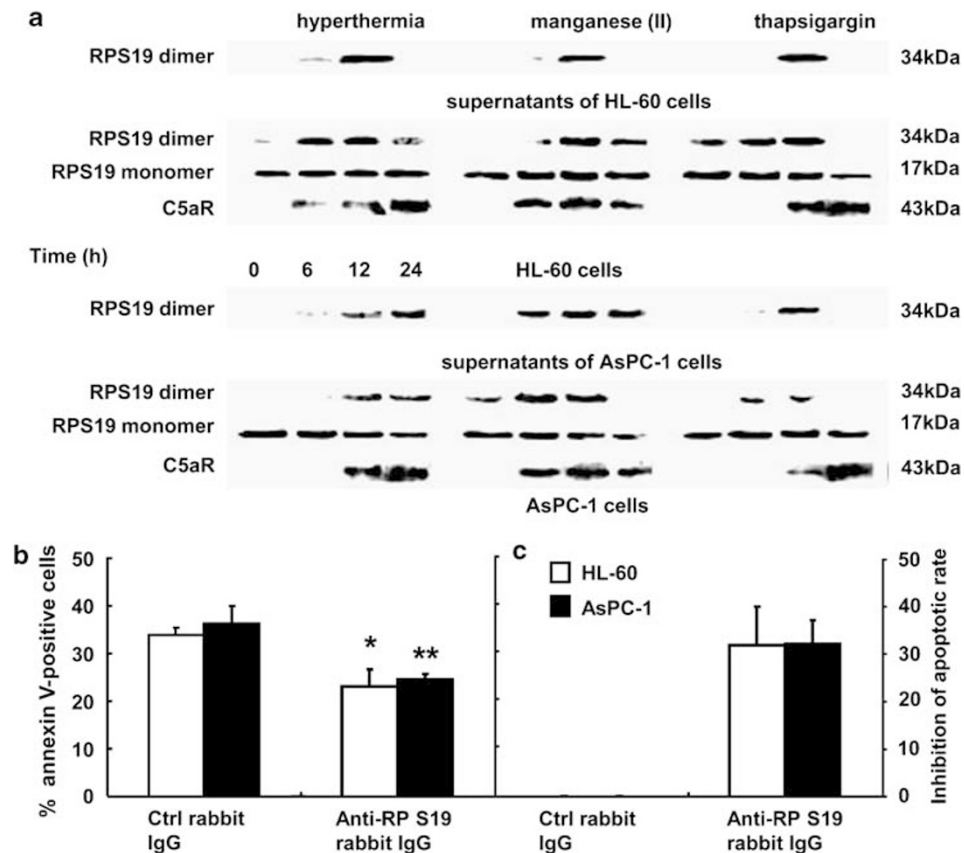 a
hyperthermia manganese (II) thapsigargin
RPS19 dimer 34kDa
supernatants of HL-60 cells
RPS19 dimer 34kDa
RPS19 monomer 17kDa
C5aR 43kDa
Time (h) 0 6 12 24 HL-60 cells
RPS19 dimer 34kDa
supernatants of AsPC-1 cells
RPS19 dimer 34kDa
RPS19 monomer 17kDa
C5aR 43kDa
AsPC-1 cells
b
% annexin V-positive cells
50
40
30
20
10
0
* **
Ctrl rabbit IgG
Anti-RP S19 rabbit IgG
c
HL-60
AsPC-1
50
40
30
20
10
0
Inhibition of apoptotic rate
Ctrl rabbit IgG
Anti-RP S19 rabbit IgG